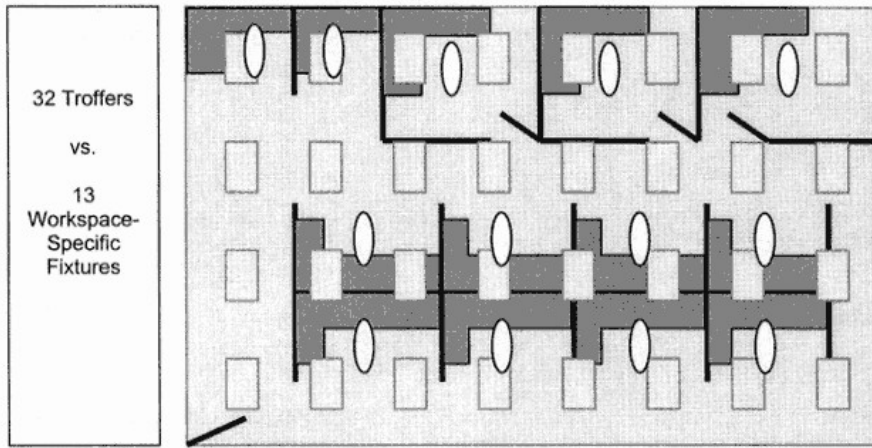 32 Troffers
vs.
13
Workspace-
Specific
Fixtures